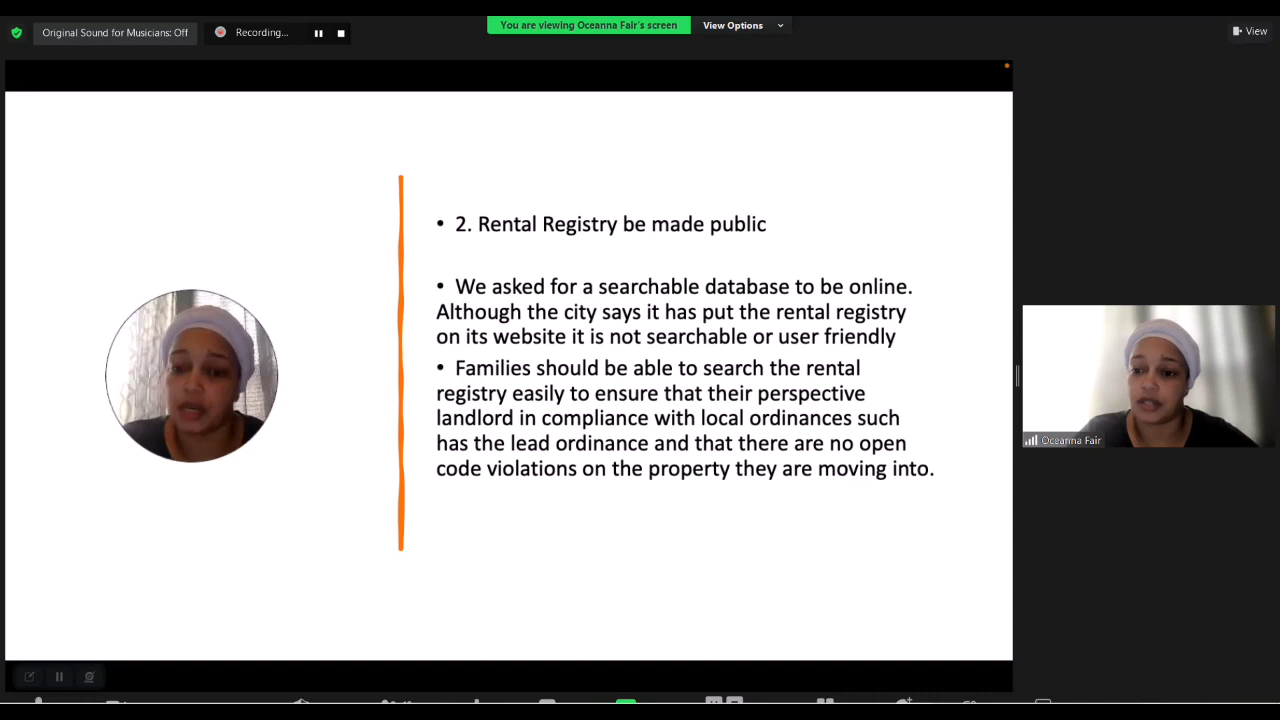 You are viewing Oceanna Fair's screen
View Options
Original Sound for Musicians: Off
Recording...
View
• 2. Rental Registry be made public
• We asked for a searchable database to be online.
Although the city says it has put the rental registry
on its website it is not searchable or user friendly
• Families should be able to search the rental
registry easily to ensure that their perspective
landlord in compliance with local ordinances such
has the lead ordinance and that there are no open
code violations on the property they are moving into.
Oceanna Fair